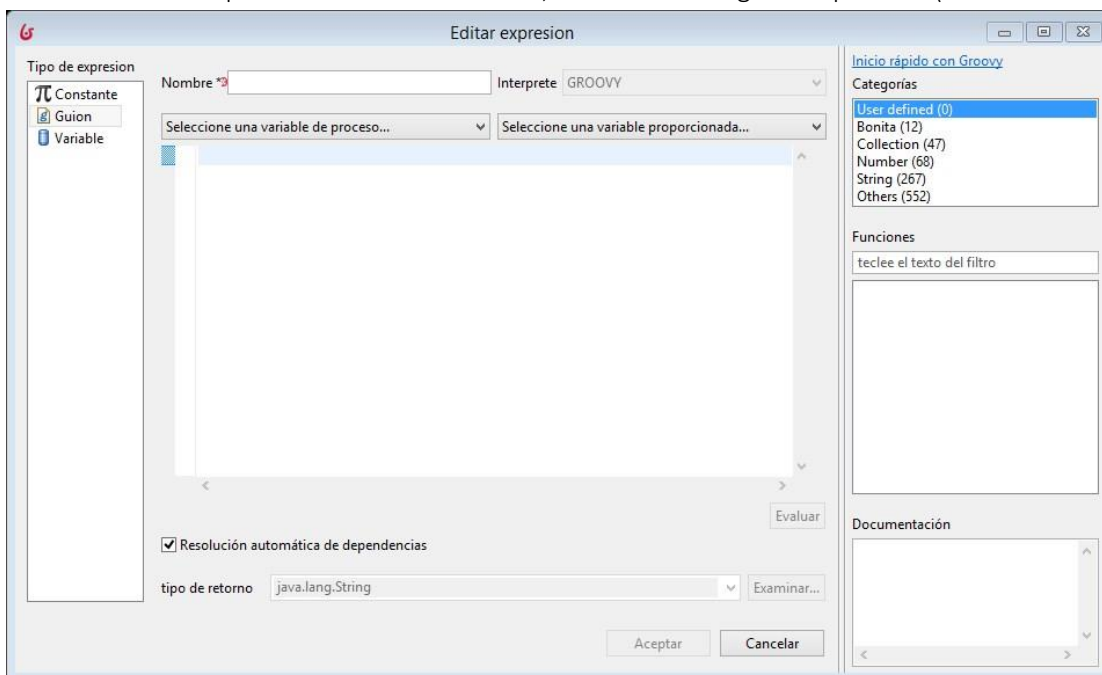 Editar expresion
Tipo de expresion
Constante
Guion
Variable
Nombre *
Interprete GROOVY
Seleccione una variable de proceso...
Seleccione una variable proporcionada...
Evaluar
Resolución automática de dependencias
tipo de retorno java.lang.String Examinar...
Aceptar Cancelar
Inicio rápido con Groovy
Categorías
User defined (0)
Bonita (12)
Collection (47)
Number (68)
String (267)
Others (552)
Funciones
teclee el texto del filtro
Documentación